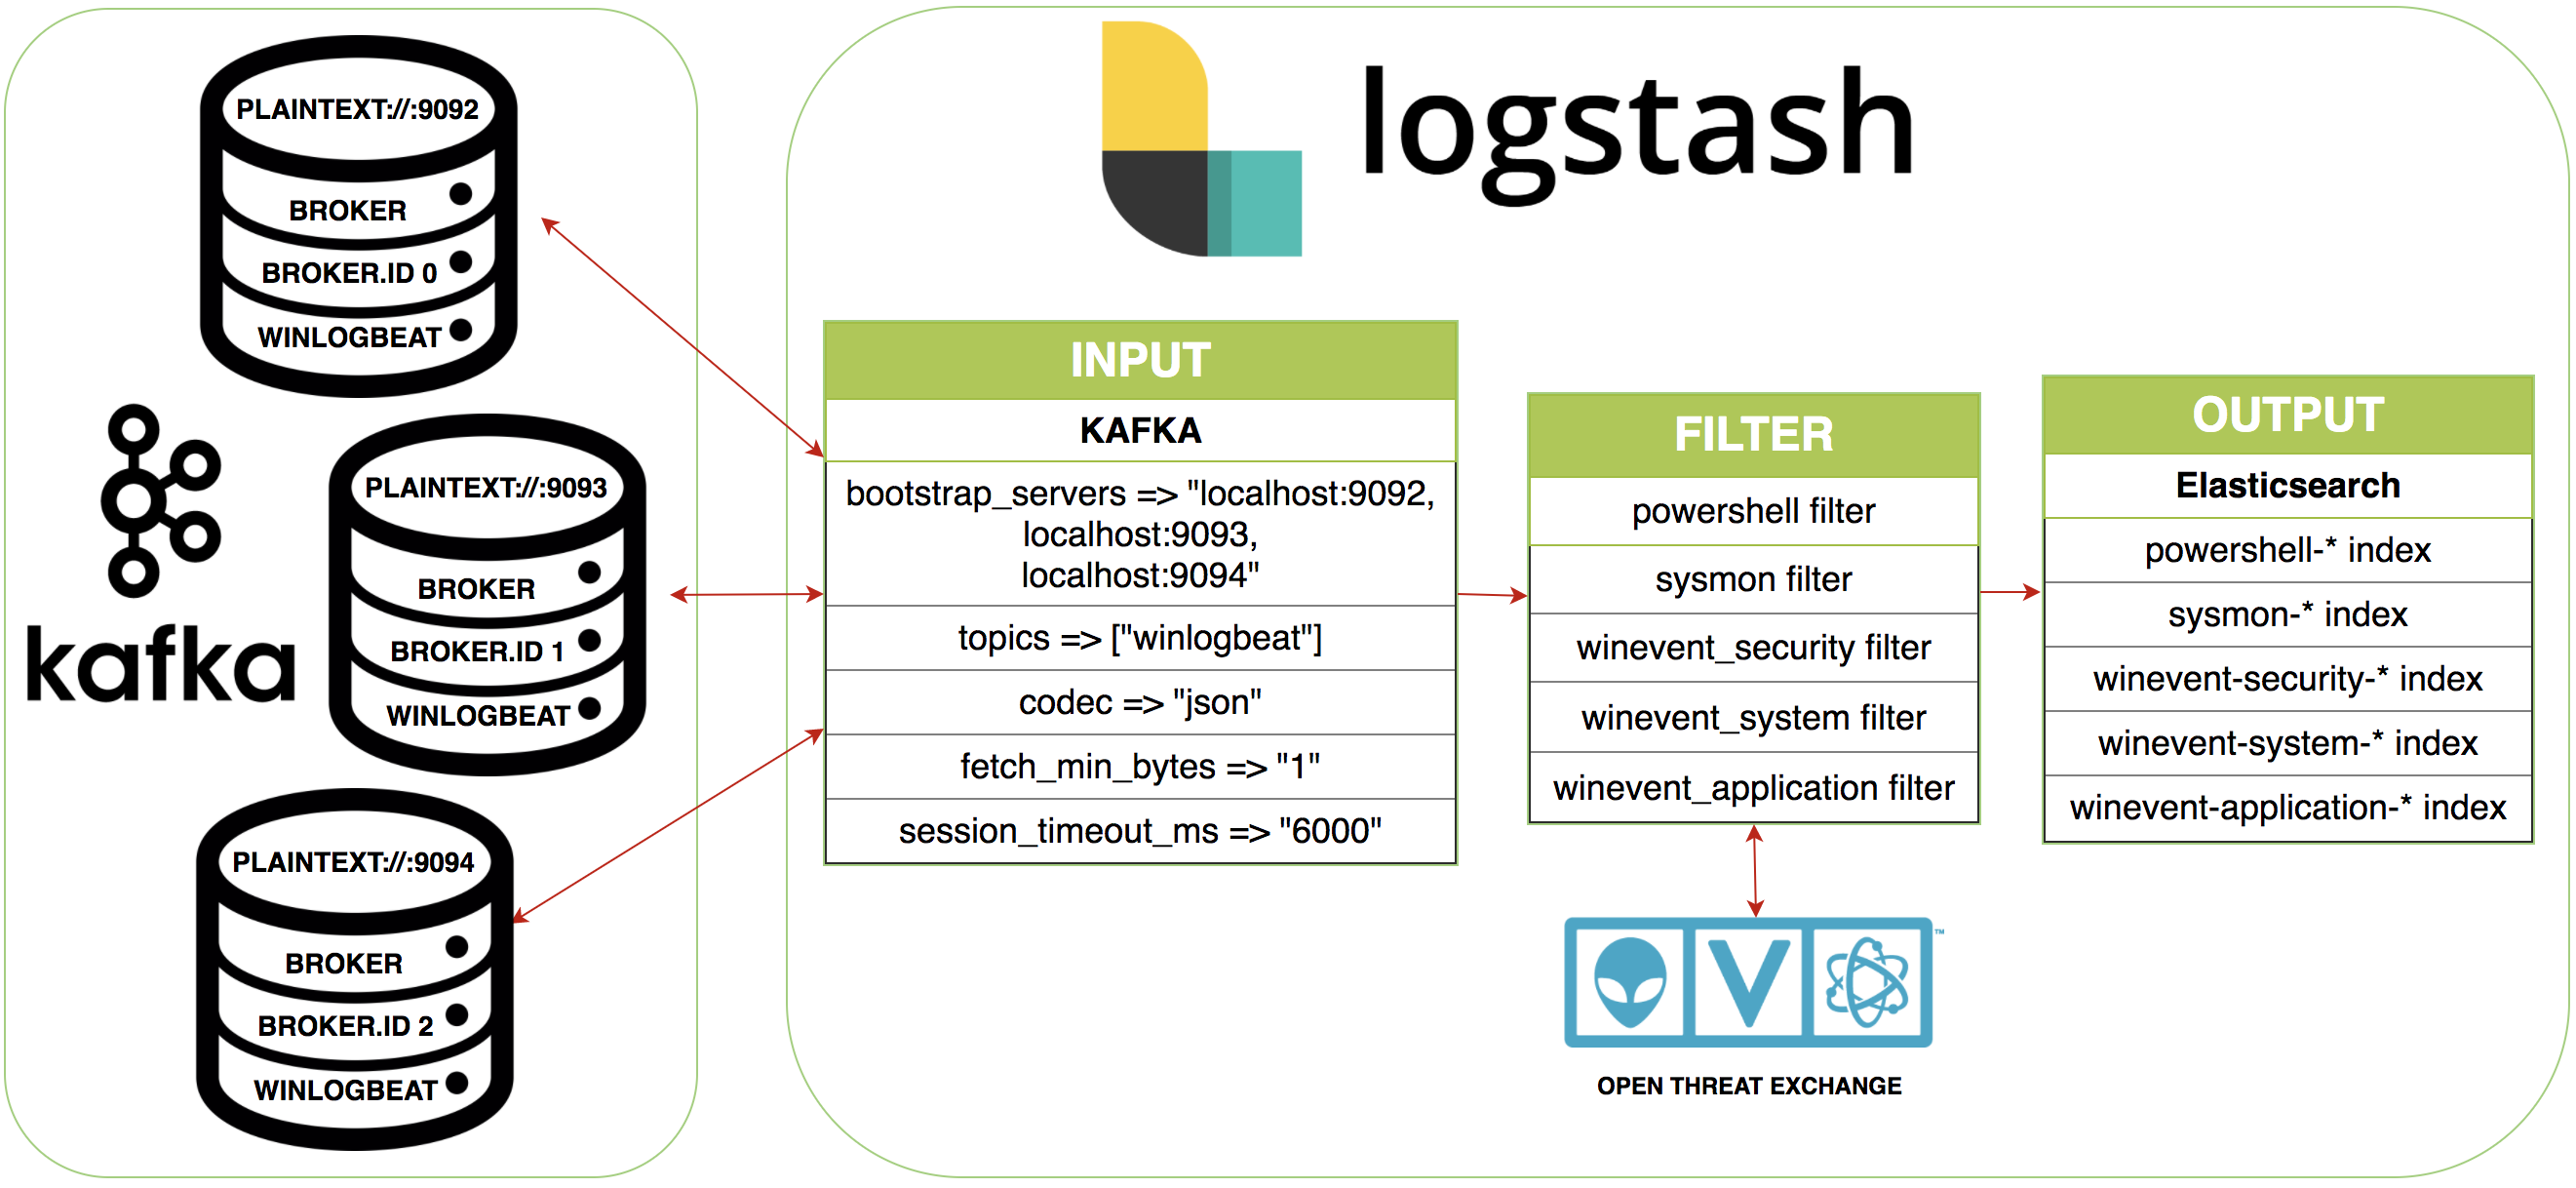 PLAINTEXT://:9092
BROKER
BROKER.ID 0
WINLOGBEAT
kafka
PLAINTEXT://:9093
BROKER
BROKER.ID 1
WINLOGBEAT
PLAINTEXT://:9094
BROKER
BROKER.ID 2
WINLOGBEAT
logstash
INPUT
KAFKA
bootstrap_servers => "localhost:9092,
localhost:9093,
localhost:9094"
topics => ["winlogbeat"]
codec => "json"
fetch_min_bytes => "1"
session_timeout_ms => "6000"
FILTER
powershell filter
sysmon filter
winevent_security filter
winevent_system filter
winevent_application filter
V
TM
OPEN THREAT EXCHANGE
OUTPUT
Elasticsearch
powershell-* index
sysmon-* index
winevent-security-* index
winevent-system-* index
winevent-application-* index